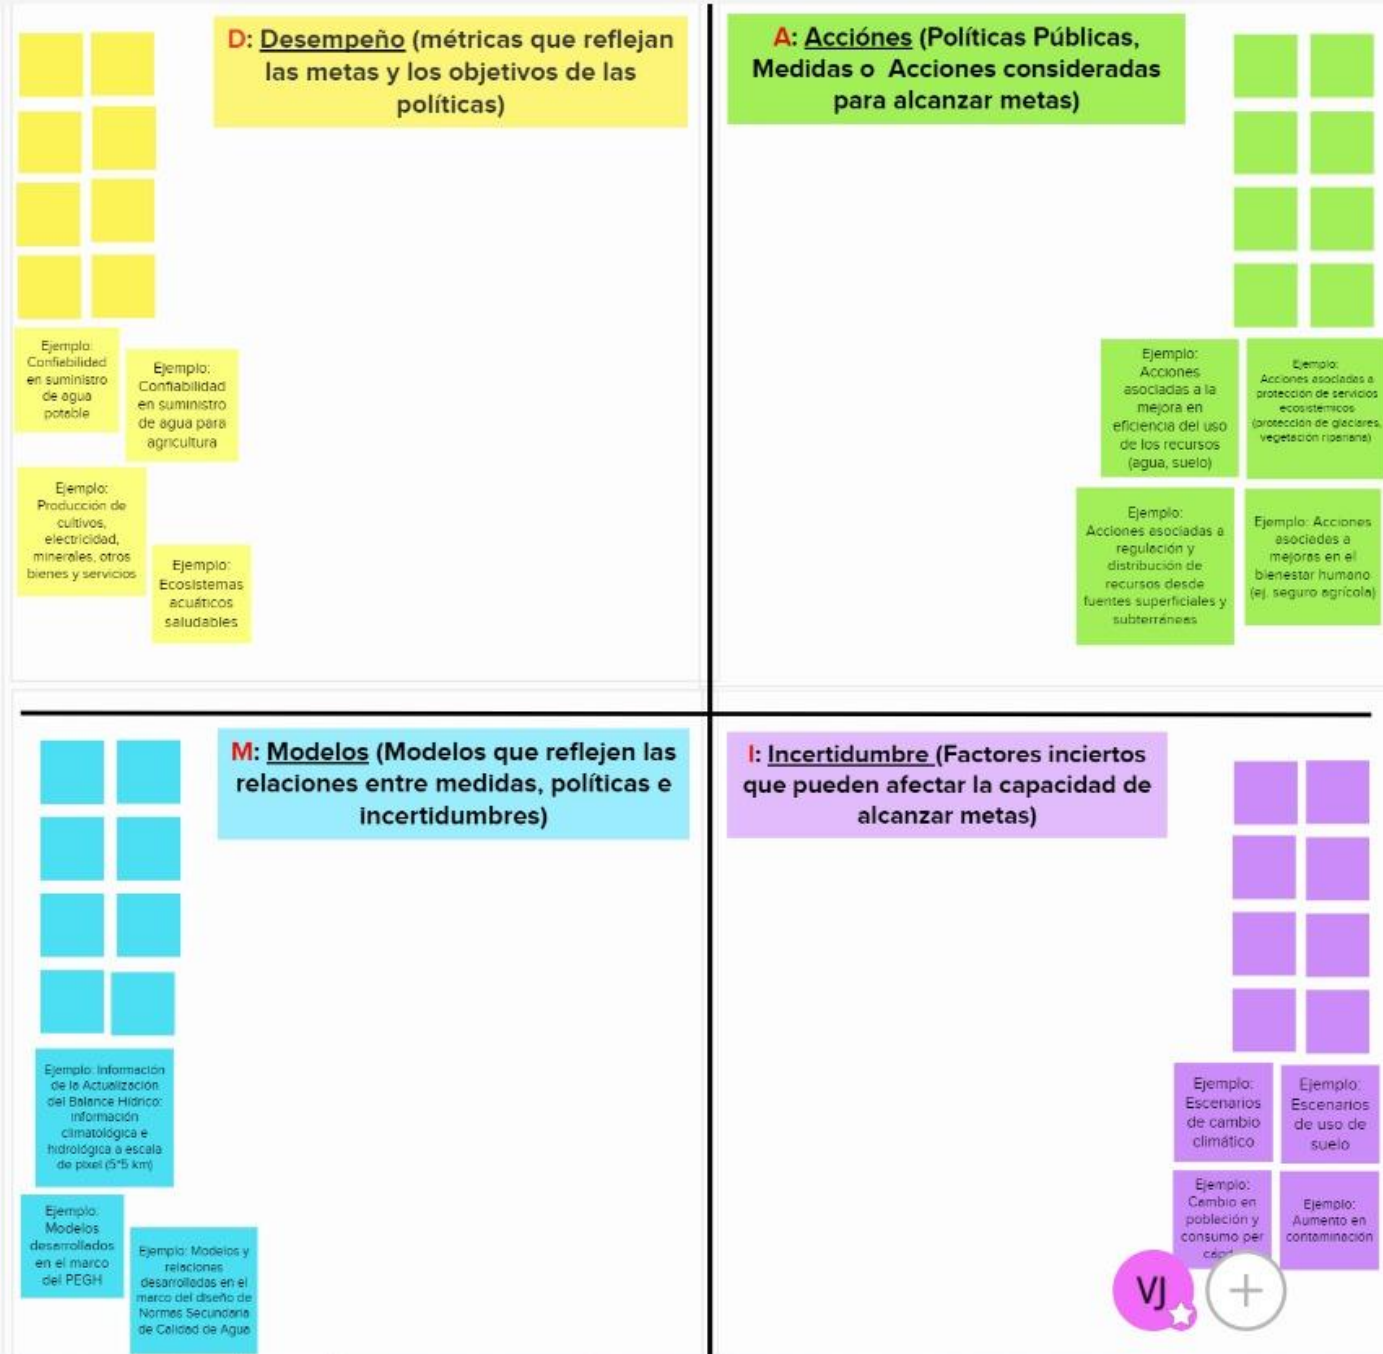 D: Desempeño (métricas que reflejan
las metas y los objetivos de las
políticas)
Ejemplo:
Confiabilidad
en suministro
de agua
potable
Ejemplo:
Confiabilidad
en suministro
de agua para
agricultura
Ejemplo:
Producción de
cultivos,
electricidad,
minerales, otros
bienes y servicios
Ejemplo:
Ecosistemas
acuáticos
saludables
A: Acciónes (Políticas Públicas,
Medidas o Acciones consideradas
para alcanzar metas)
Ejemplo:
Acciones
asociadas a la
mejora en
eficiencia del uso
de los recursos
(agua, suelo)
Ejemplo:
Acciones asociadas a
protección de servicios
ecosistémicos
(protección de glaciares,
vegetación ripariana)
Ejemplo:
Acciones asociadas a
regulación y
distribución de
recursos desde
fuentes superficiales y
subterráneas
Ejemplo: Acciones
asociadas a
mejoras en el
bienestar humano
(ej. seguro agrícola)
M: Modelos (Modelos que reflejen las
relaciones entre medidas, políticas e
incertidumbres)
Ejemplo: Información
de la Actualización
del Balance Hídrico:
información
climatológica e
hidrológica a escala
de pixel (5*5 km)
Ejemplo:
Modelos
desarrollados
en el marco
del PEGH
Ejemplo: Modelos y
relaciones
desarrolladas en el
marco del diseño de
Normas Secundaria
de Calidad de Agua
I: Incertidumbre (Factores inciertos
que pueden afectar la capacidad de
alcanzar metas)
Ejemplo:
Escenarios
de cambio
climático
Ejemplo:
Escenarios
de uso de
suelo
Ejemplo:
Cambio en
población y
consumo per
Ejemplo:
Aumento en
contaminación
VJ